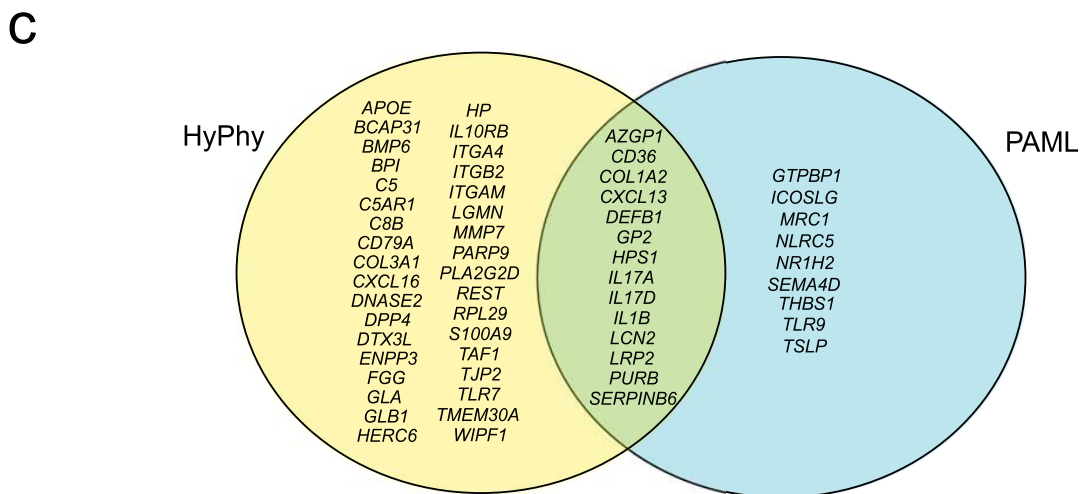 C
HyPhy
PAML
APOE
BCAP31
BMP6
BPI
C5
C5AR1
C8B
CD79A
COL3A1
CXCL16
DNASE2
DPP4
DTX3L
ENPP3
FGG
GLA
GLB1
HERC6
HP
IL10RB
ITGA4
ITGB2
ITGAM
LGMN
MMP7
PARP9
PLA2G2D
REST
RPL29
S100A9
TAF1
TJP2
TLR7
TMEM30A
WIPF1
AZGP1
CD36
COL1A2
CXCL13
DEFB1
GP2
HPS1
IL17A
IL17D
IL1B
LCN2
LRP2
PURB
SERPINB6
GTPBP1
ICOSLG
MRC1
NLRC5
NR1H2
SEMA4D
THBS1
TLR9
TSLP